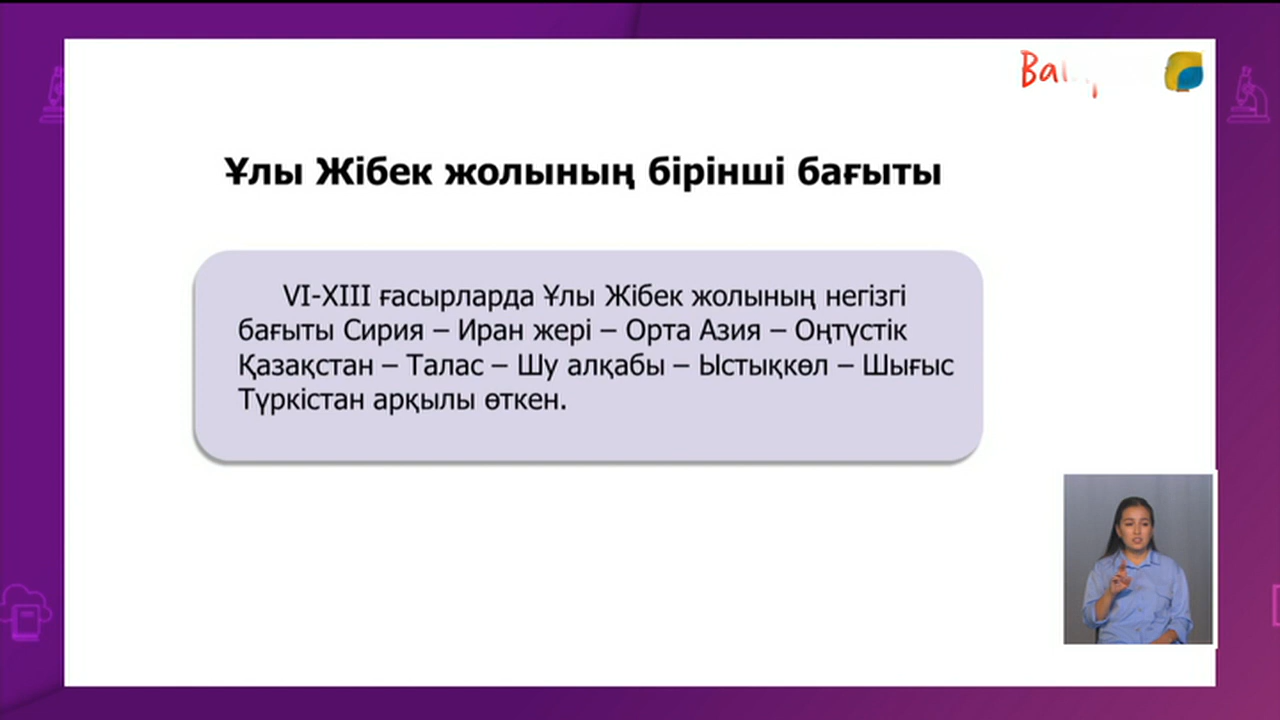 Ұлы Жібек жолының бірінші бағыты
VI-XIII ғасырларда Ұлы Жібек жолының негізгі
бағыты Сирия – Иран жері – Орта Азия – Оңтүстік
Қазақстан – Талас – Шу алқабы – Ыстықкөл – Шығыс
Түркістан арқылы өткен.